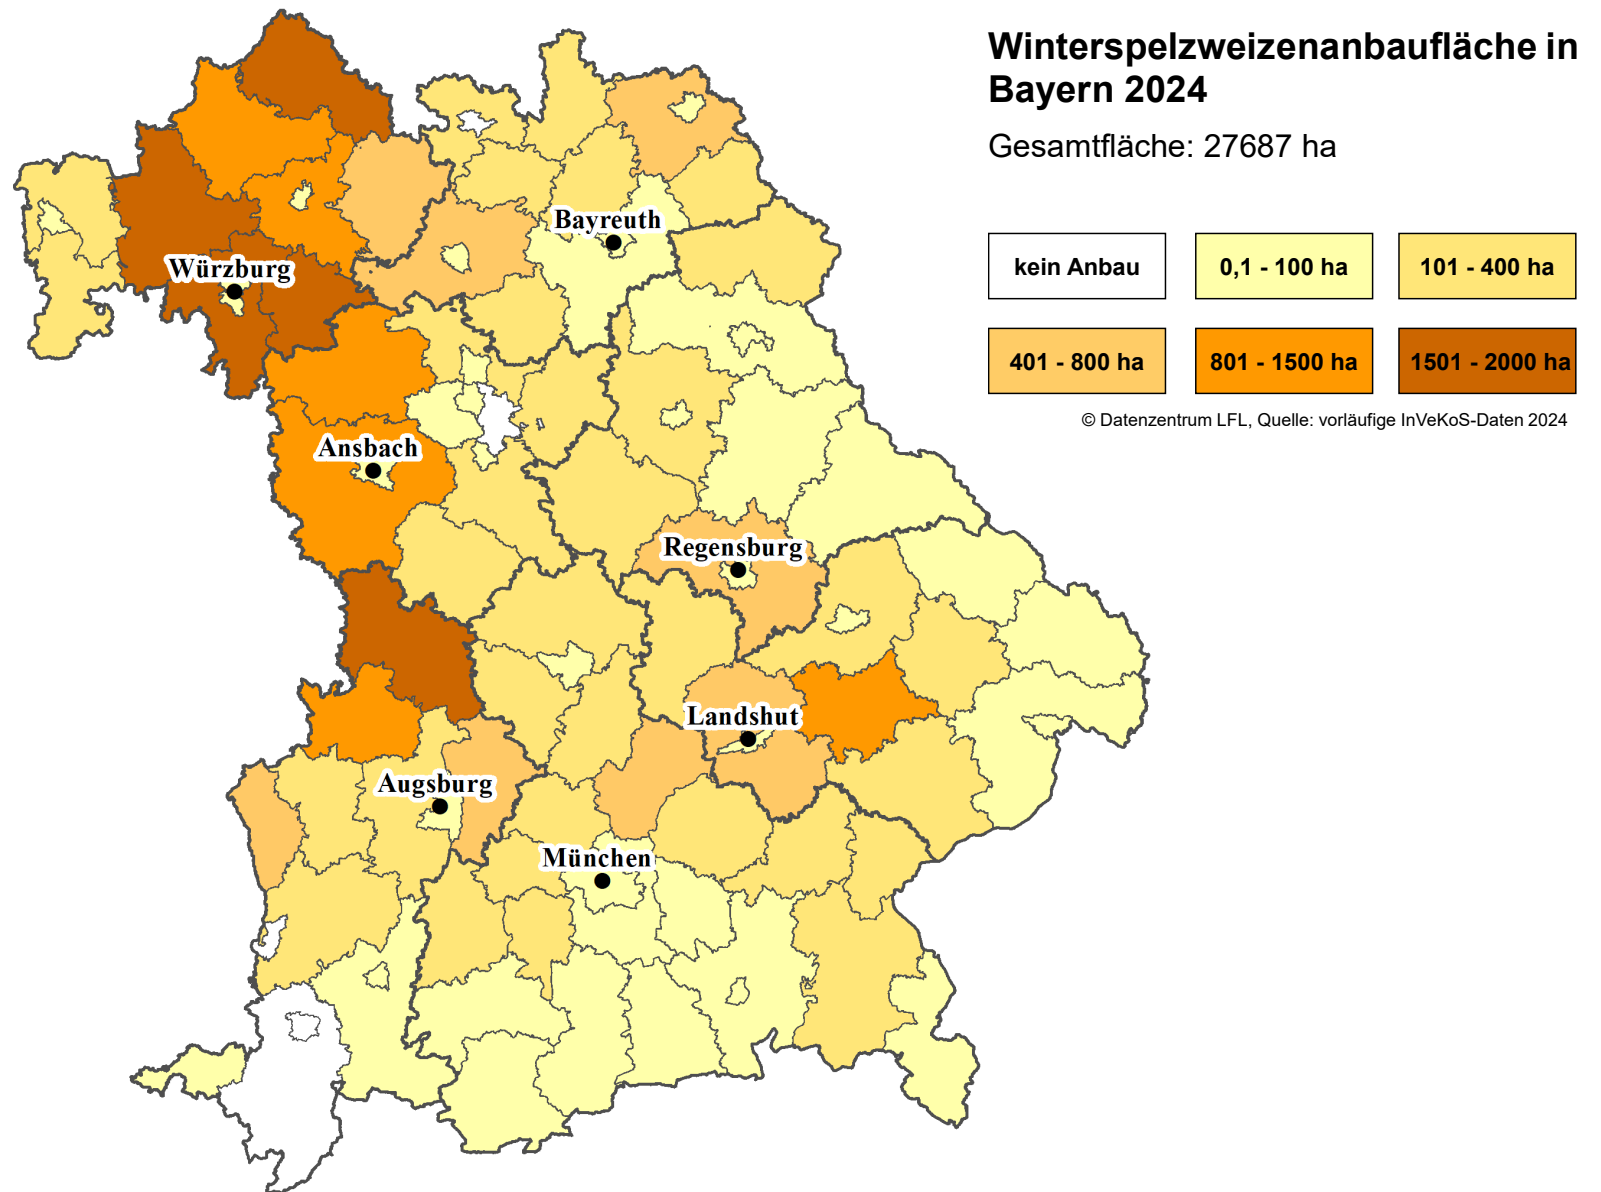 Winterspelzweizenanbaufläche in
Bayern 2024
Gesamtfläche: 27687 ha
kein Anbau
0,1 - 100 ha
101 - 400 ha
401 - 800 ha
801 - 1500 ha
1501 - 2000 ha
© Datenzentrum LFL, Quelle: vorläufige InVeKoS-Daten 2024
Bayreuth
Würzburg
Ansbach
Regensburg
Landshut
Augsburg
München